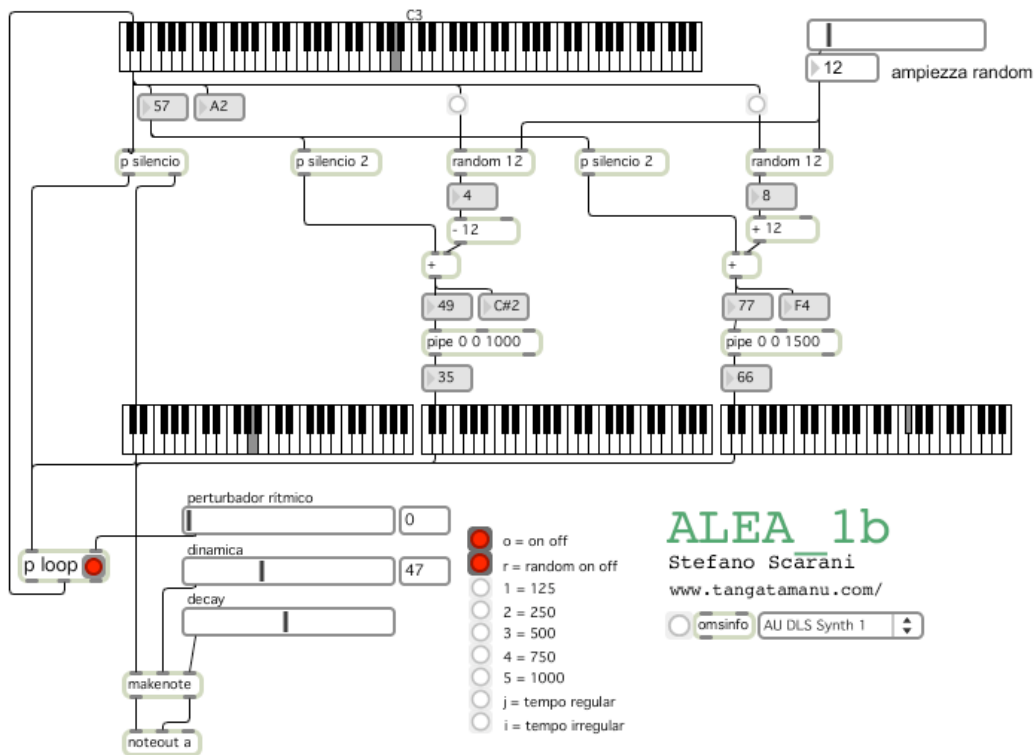 C3
12
ampiezza random
57
A2
p silencio
p silencio 2
random 12
p silencio 2
random 12
4
8
- 12
+ 12
+
+
49
C#2
77
F4
pipe 0 0 1000
pipe 0 0 1500
35
66
perturbador rítmico
0
dinamica
47
decay
p loop
makenote
noteout a
o = on off
r = random on off
1 = 125
2 = 250
3 = 500
4 = 750
5 = 1000
j = tempo regular
i = tempo irregular
ALEA_1b
Stefano Scarani
www.tangatamanu.com/
omsinfo
AU DLS Synth 1